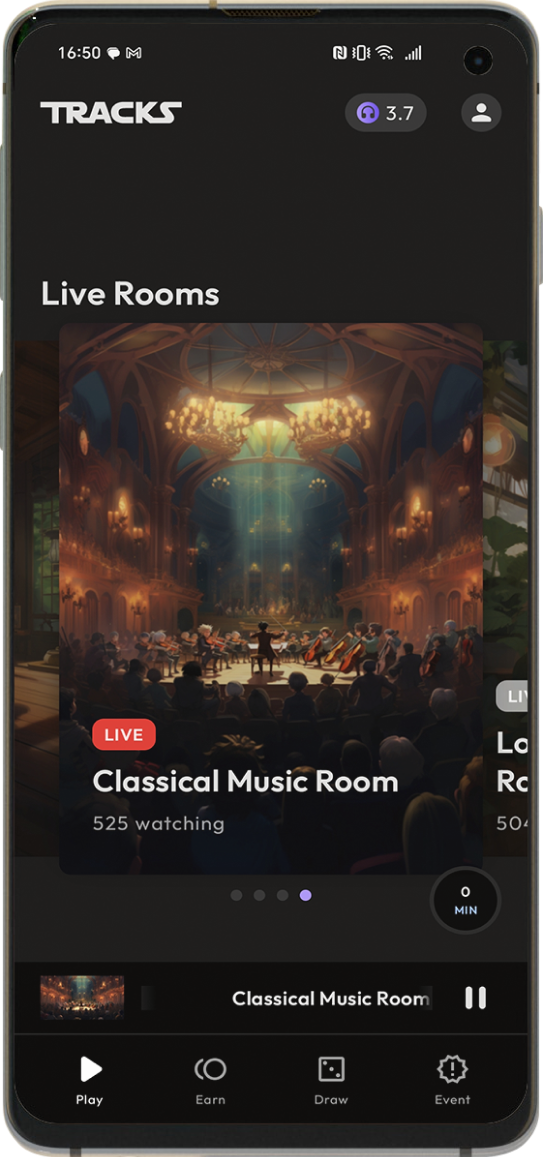 16:50
TRACKS
3.7
Live Rooms
LIVE
Classical Music Room
525 watching
LIV
Lo
Ro
504
0
MIN
Classical Music Room
Play
Earn
Draw
Event